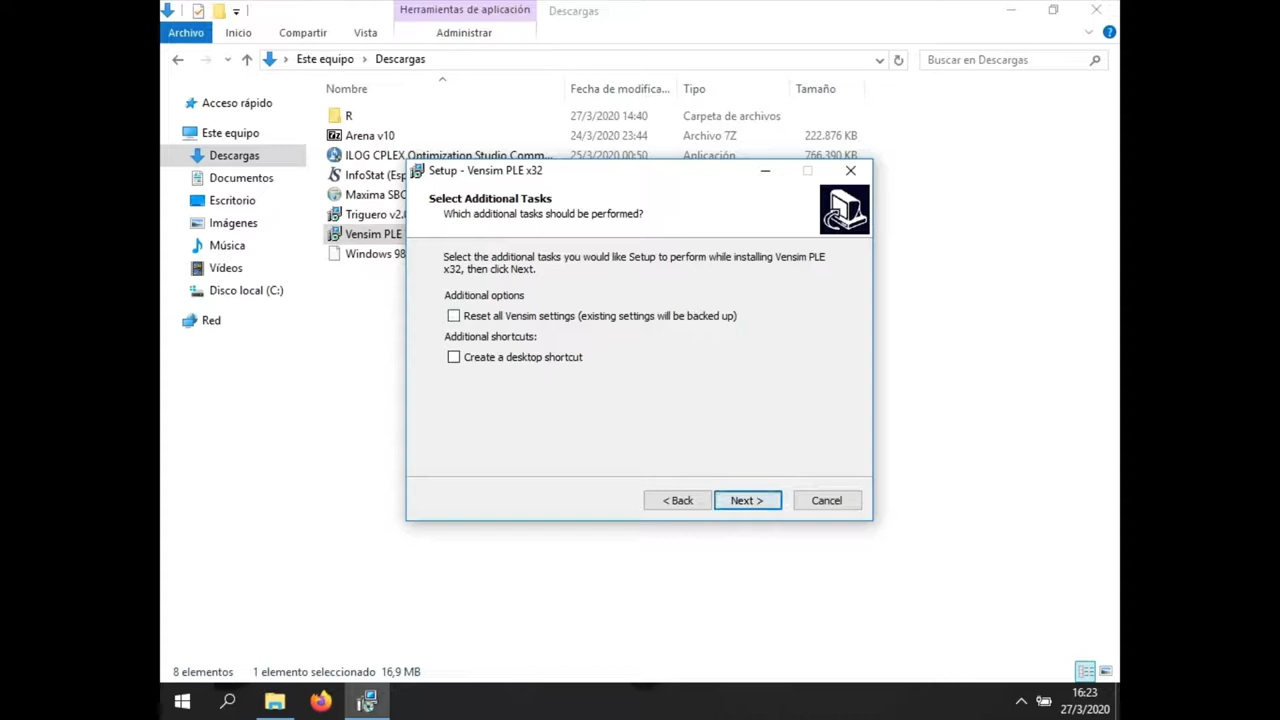 Herramientas de aplicación
Descargas
Archivo
Inicio
Compartir
Vista
Administrar
Este equipo
Descargas
Buscar en Descargas
Acceso rápido
Este equipo
Descargas
Documentos
Escritorio
Imágenes
Música
Vídeos
Disco local (C:)
Red
Nombre
Fecha de modifica...
Tipo
Tamaño
R
27/3/2020 14:40
Carpeta de archivos
Arena v10
24/3/2020 23:44
Archivo 7Z
222.876 KB
ILOG CPLEX Optimization Studio Comm...
25/3/2020 00:50
Aplicación
766.390 KB
InfoStat (Es
Maxima SBC
Triguero v2.
Vensim PLE
Windows 98
Setup - Vensim PLE x32
Select Additional Tasks
Which additional tasks should be performed?
Select the additional tasks you would like Setup to perform while installing Vensim PLE
x32, then click Next.
Additional options
Reset all Vensim settings (existing settings will be backed up)
Additional shortcuts:
Create a desktop shortcut
< Back
Next >
Cancel
8 elementos
1 elemento seleccionado 16,9 MB
16:23
27/3/2020